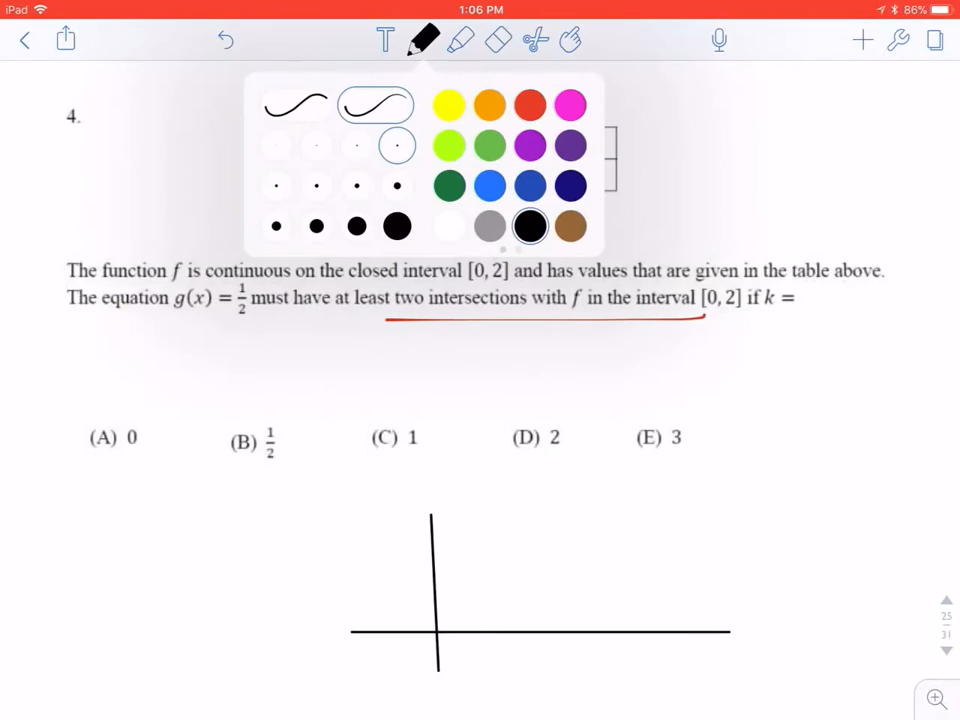 iPad 1:06 PM 86%
T
4.
The function f is continuous on the closed interval [0, 2] and has values that are given in the table above.
The equation g(x) = 1/2 must have at least two intersections with f in the interval [0, 2] if k =
(A) 0 (B) 1/2 (C) 1 (D) 2 (E) 3
25
31